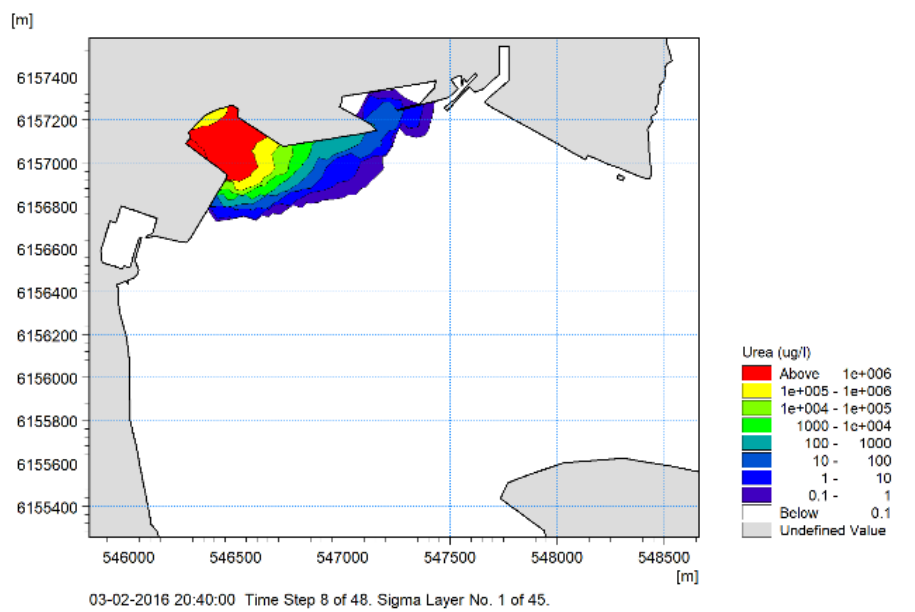 [m]
6157400
6157200
6157000
6156800
6156600
6156400
6156200
6156000
6155800
6155600
6155400
546000 546500 547000 547500 548000 548500
[m]
Urea (ug/l)
Above 1e+006
1e+005 - 1e+006
1e+004 - 1e+005
1000 - 1e+004
100 - 1000
10 - 100
1 - 10
0.1 - 1
Below 0.1
Undefined Value
03-02-2016 20:40:00 Time Step 8 of 48. Sigma Layer No. 1 of 45.